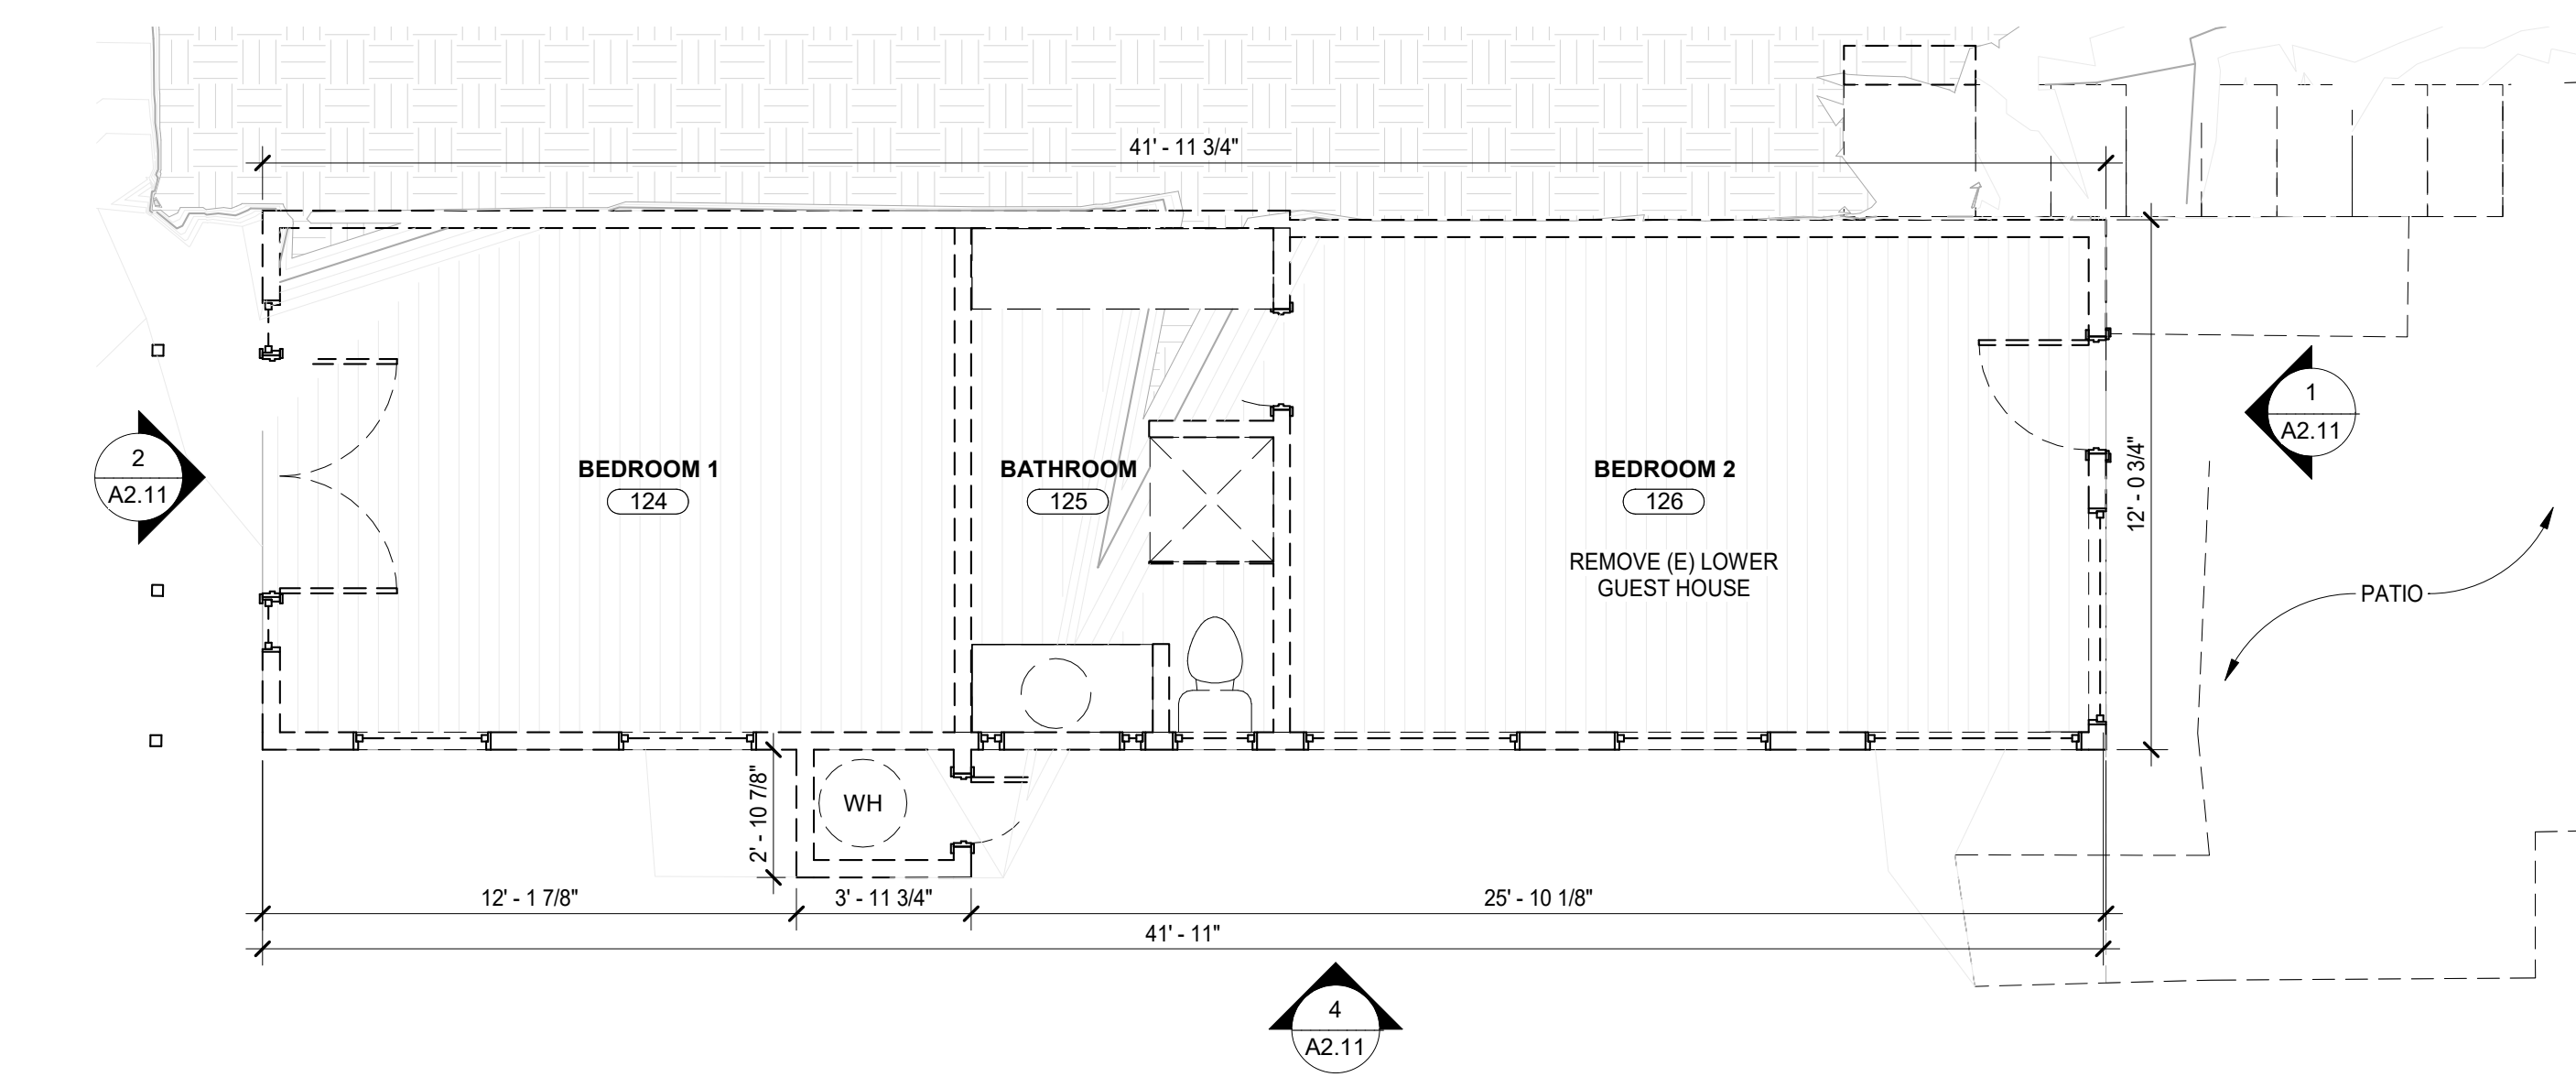 41' - 11 3/4"
1
A2.11
2
A2.11
BEDROOM 1
124
BATHROOM
125
BEDROOM 2
126
12' - 0 3/4"
REMOVE (E) LOWER
GUEST HOUSE
PATIO
2' - 10 7/8"
WH
12' - 1 7/8"
3' - 11 3/4"
25' - 10 1/8"
41' - 11"
4
A2.11